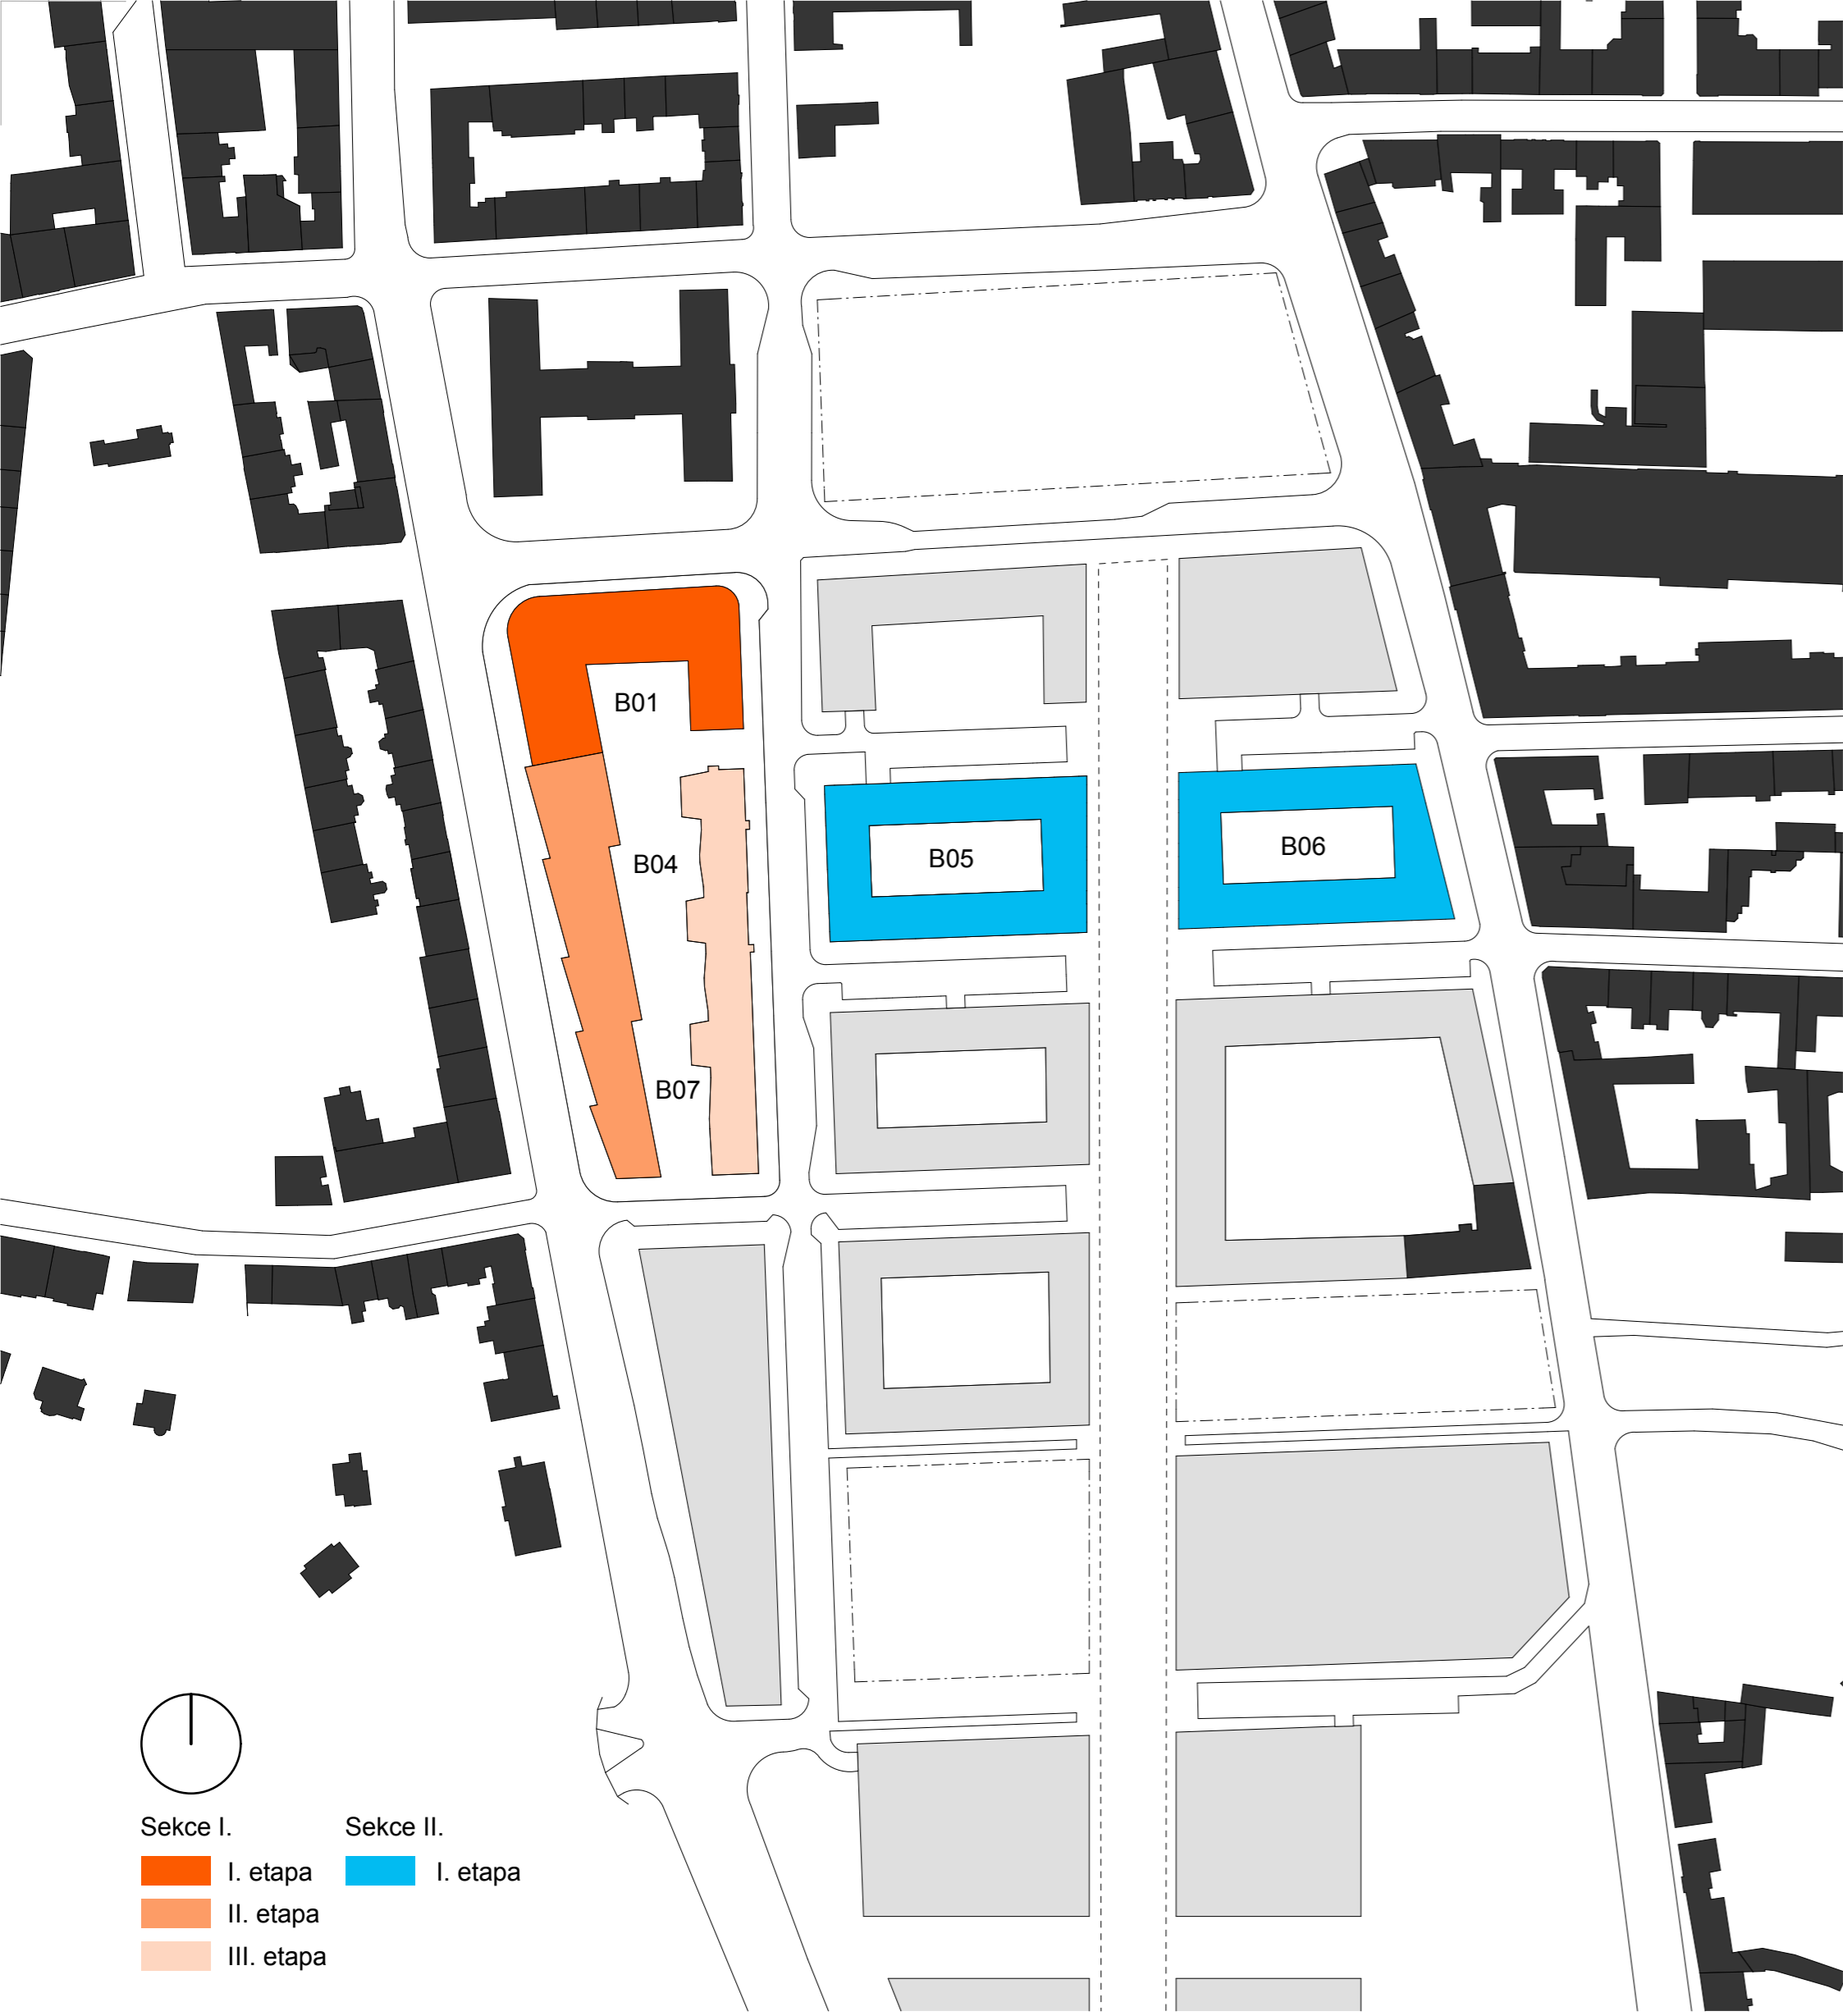 B01
B04
B05
B06
B07
Sekce I.
Sekce II.
I. etapa
I. etapa
II. etapa
III. etapa